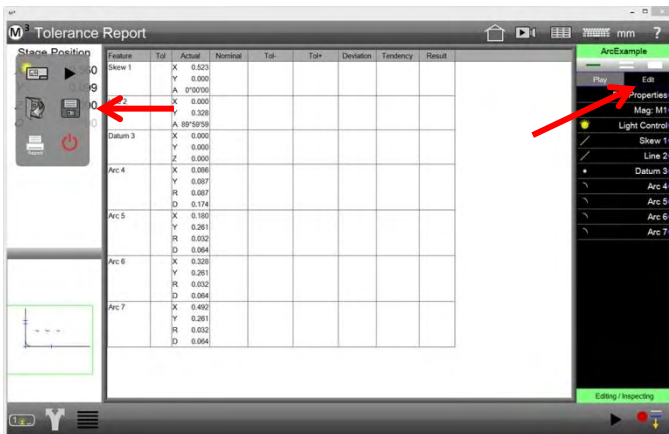 M³ Tolerance Report
mm ?
Stage Position
Report
Feature Tol Actual Nominal Tol- Tol+ Deviation Tendency Result
Skew 1 X 0.523
Y 0.000
A 0°00'00
X 0.000
Y 0.328
A 89°59'59
Datum 3 X 0.000
Y 0.000
Z 0.000
Arc 4 X 0.086
Y 0.087
R 0.087
D 0.174
Arc 5 X 0.180
Y 0.261
R 0.032
D 0.064
Arc 6 X 0.328
Y 0.261
R 0.032
D 0.064
Arc 7 X 0.492
Y 0.261
R 0.032
D 0.064
ArcExample
Play Edit
Properties
Mag: M1
Light Control
Skew 1
Line 2
Datum 3
Arc 4
Arc 5
Arc 6
Arc 7
Editing / Inspecting